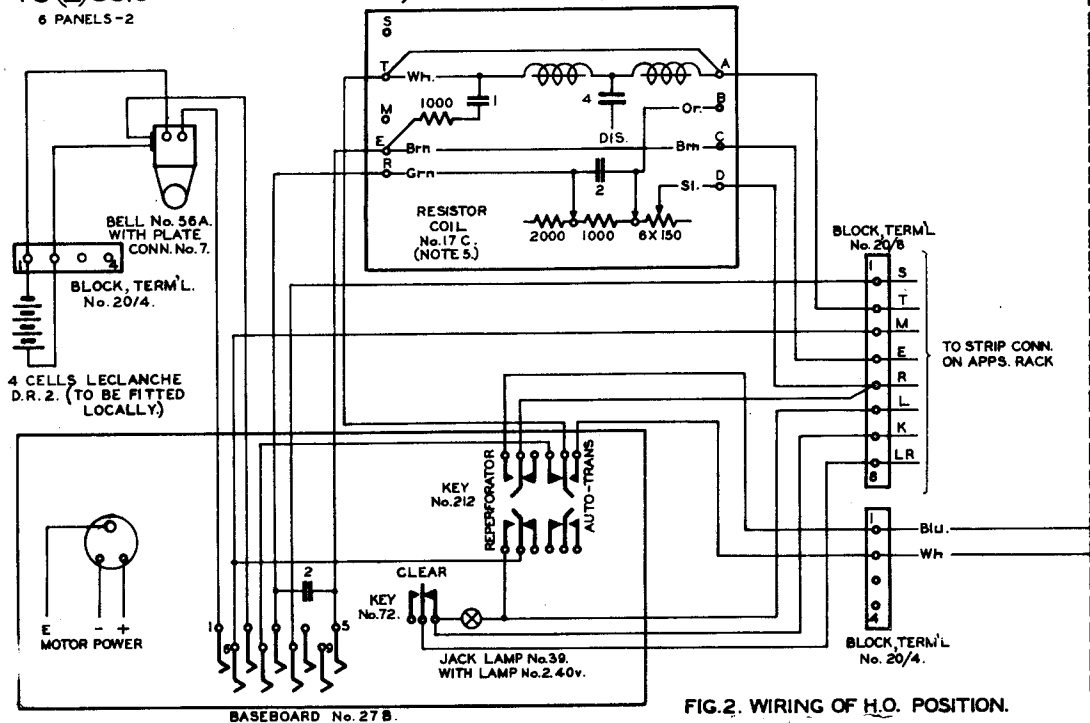 6 PANELS-2
S
T
Wh.
A
1000
1
4
M
Or.
B
DIS.
E
Brn
Brn
C
R
Grn
2
Sl.
D
RESISTOR
COIL
No.17 C.
(NOTE 5.)
2000
1000
6X150
BELL No. 56A.
WITH PLATE
CONN. No. 7.
1
4
BLOCK, TERM'L.
No. 20/4.
4 CELLS LECLANCHE
D.R. 2. (TO BE FITTED
LOCALLY.)
BLOCK, TERM'L
No. 20/8
1
S
T
M
E
R
L
K
LR
8
TO STRIP CONN.
ON APPS. RACK
KEY
No.212
REPERFORATOR
AUTO-TRANS
1
Blu.
Wh
4
BLOCK, TERM'L
No. 20/4.
CLEAR
KEY
No.72.
2
E
-
+
MOTOR POWER
1
5
6
9
JACK LAMP No.39.
WITH LAMP No.2.40v.
BASEBOARD No. 27 B.
FIG.2. WIRING OF H.O. POSITION.